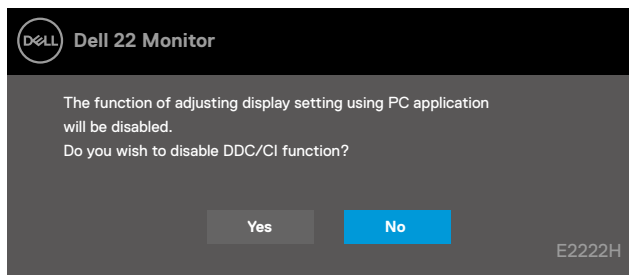 DELL Dell 22 Monitor
The function of adjusting display setting using PC application
will be disabled.
Do you wish to disable DDC/CI function?
Yes No
E2222H